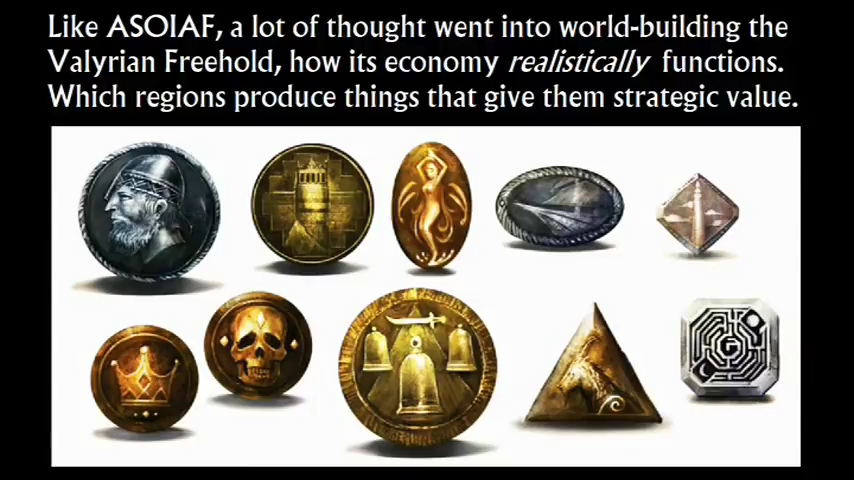 Like ASOIAF, a lot of thought went into world-building the
Valyrian Freehold, how its economy realistically functions.
Which regions produce things that give them strategic value.